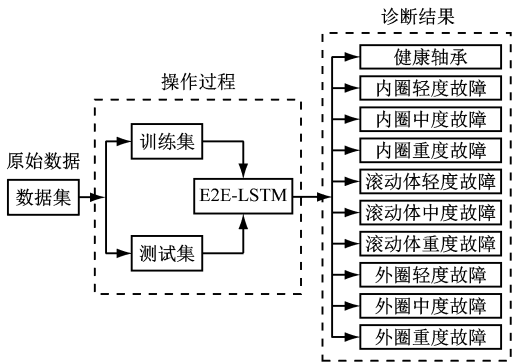 原始数据
数据集
操作过程
训练集
测试集
E2E-LSTM
诊断结果
健康轴承
内圈轻度故障
内圈中度故障
内圈重度故障
滚动体轻度故障
滚动体中度故障
滚动体重度故障
外圈轻度故障
外圈中度故障
外圈重度故障